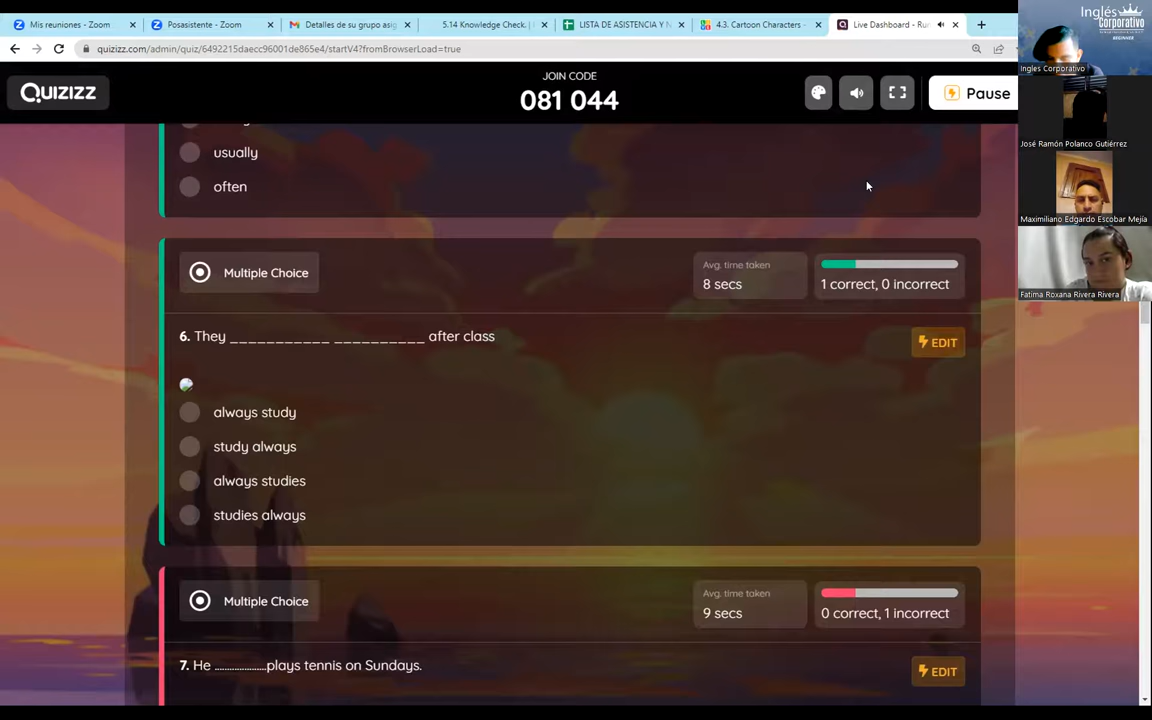 Mis reuniones - Zoom
Posasistente - Zoom
Detalles de su grupo asig
5.14 Knowledge Check. |
LISTA DE ASISTENCIA Y N
4.3. Cartoon Characters -
Live Dashboard - Ru
quizizz.com/admin/quiz/6492215daecc96001de865e4/startV4?fromBrowserLoad=true
Inglés
Corporativo
BEGINNER
Ingles Corporativo
QUIZIZZ
JOIN CODE
081 044
Pause
José Ramón Polanco Gutiérrez
usually
often
Maximiliano Edgardo Escobar Mejía
Multiple Choice
Avg. time taken
8 secs
1 correct, 0 incorrect
Fatima Roxana Rivera Rivera
6. They ___________ __________ after class
EDIT
always study
study always
always studies
studies always
Multiple Choice
Avg. time taken
9 secs
0 correct, 1 incorrect
7. He ....................plays tennis on Sundays.
EDIT